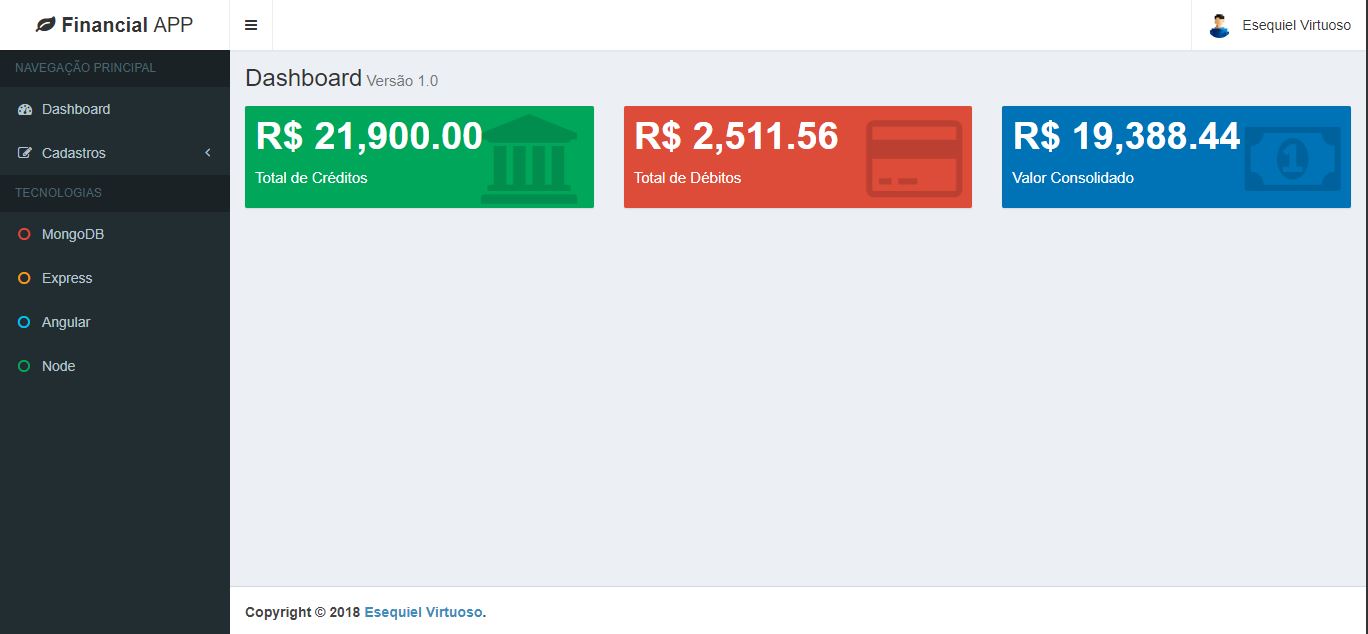 Financial APP
Esequiel Virtuoso
NAVEGAÇÃO PRINCIPAL
Dashboard
Cadastros
TECNOLOGIAS
MongoDB
Express
Angular
Node
Dashboard Versão 1.0
R$ 21,900.00
Total de Créditos
R$ 2,511.56
Total de Débitos
R$ 19,388.44
Valor Consolidado
1
Copyright © 2018 Esequiel Virtuoso.